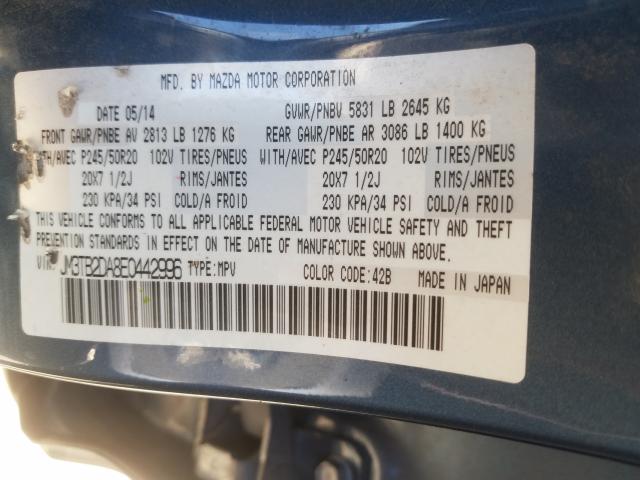 MFD. BY MAZDA MOTOR CORPORATION
DATE 05/14 GVWR/PNBV 5831 LB 2645 KG
FRONT GAWR/PNBE AV 2813 LB 1276 KG REAR GAWR/PNBE AR 3086 LB 1400 KG
WITH/AVEC P245/50R20 102V TIRES/PNEUS WITH/AVEC P245/50R20 102V TIRES/PNEUS
20X7 1/2J RIMS/JANTES 20X7 1/2J RIMS/JANTES
230 KPA/34 PSI COLD/A FROID 230 KPA/34 PSI COLD/A FROID
THIS VEHICLE CONFORMS TO ALL APPLICABLE FEDERAL MOTOR VEHICLE SAFETY AND THEFT
PREVENTION STANDARDS IN EFFECT ON THE DATE OF MANUFACTURE SHOWN ABOVE.
VIN: JM3TB2DA8E0442996 TYPE:MPV COLOR CODE:42B MADE IN JAPAN